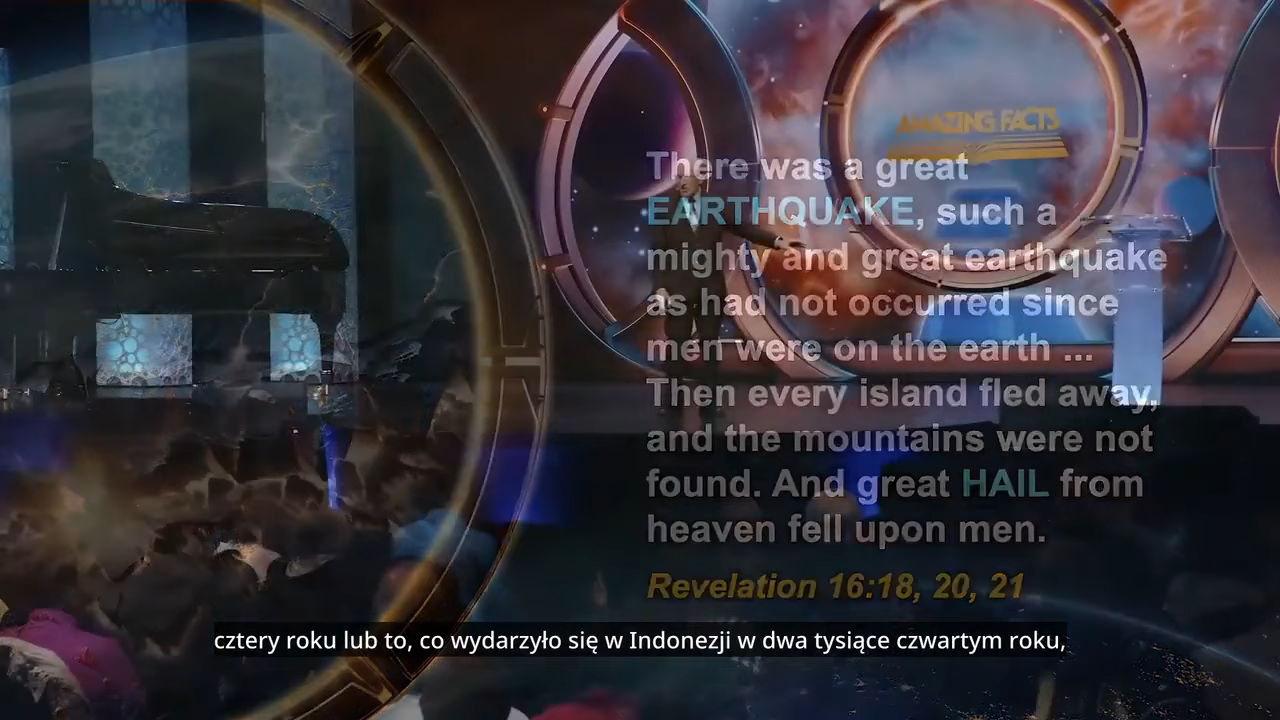 AMAZING FACTS
There was a great
EARTHQUAKE, such a
mighty and great earthquake
as had not occurred since
men were on the earth ...
Then every island fled away,
and the mountains were not
found. And great HAIL from
heaven fell upon men.
Revelation 16:18, 20, 21
cztery roku lub to, co wydarzyło się w Indonezji w dwa tysiące czwartym roku,